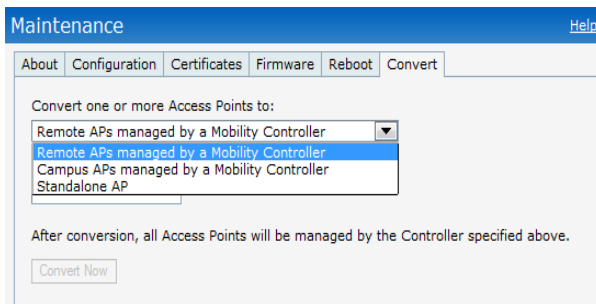 Maintenance Help
About Configuration Certificates Firmware Reboot Convert
Convert one or more Access Points to:
Remote APs managed by a Mobility Controller
Remote APs managed by a Mobility Controller
Campus APs managed by a Mobility Controller
Standalone AP
After conversion, all Access Points will be managed by the Controller specified above.
Convert Now